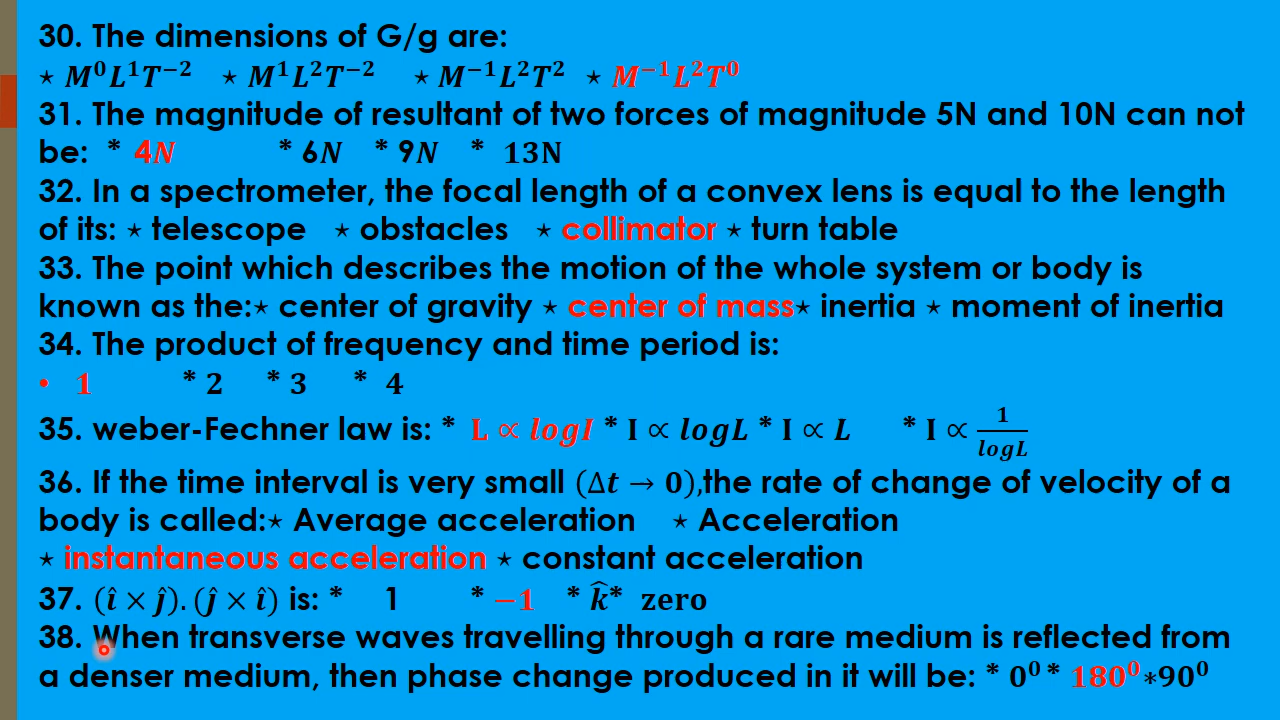 30. The dimensions of G/g are:
⋆ M⁰L¹T⁻² ⋆ M¹L²T⁻² ⋆ M⁻¹L²T² ⋆ M⁻¹L²T⁰
31. The magnitude of resultant of two forces of magnitude 5N and 10N can not
be: * 4N * 6N * 9N * 13N
32. In a spectrometer, the focal length of a convex lens is equal to the length
of its: ⋆ telescope ⋆ obstacles ⋆ collimator ⋆ turn table
33. The point which describes the motion of the whole system or body is
known as the:⋆ center of gravity ⋆ center of mass⋆ inertia ⋆ moment of inertia
34. The product of frequency and time period is:
• 1 * 2 * 3 * 4
35. weber-Fechner law is: * L ∝ logI * I ∝ logL * I ∝ L * I ∝ 1/logL
36. If the time interval is very small (Δt → 0),the rate of change of velocity of a
body is called:⋆ Average acceleration ⋆ Acceleration
⋆ instantaneous acceleration ⋆ constant acceleration
37. (î × ĵ). (ĵ × î) is: * 1 * −1 * k̂* zero
38. When transverse waves travelling through a rare medium is reflected from
a denser medium, then phase change produced in it will be: * 0⁰ * 180⁰ *90⁰